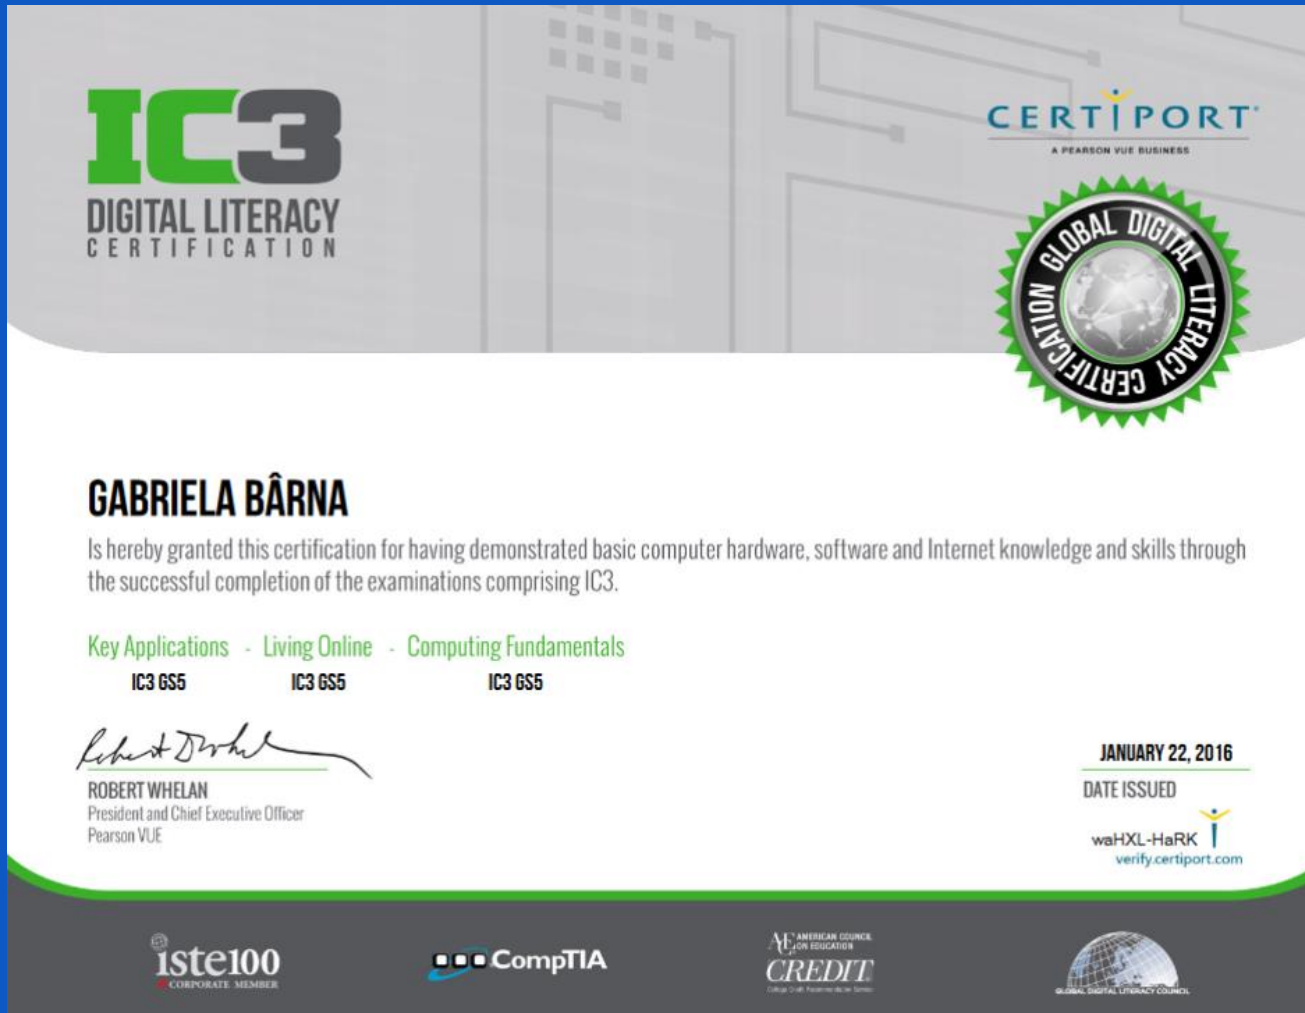 IC3
DIGITAL LITERACY
CERTIFICATION
CERTIPORT
A PEARSON VUE BUSINESS
GLOBAL DIGITAL LITERACY CERTIFICATION
GABRIELA BÂRNA
Is hereby granted this certification for having demonstrated basic computer hardware, software and Internet knowledge and skills through
the successful completion of the examinations comprising IC3.
Key Applications - Living Online - Computing Fundamentals
IC3 GS5 IC3 GS5 IC3 GS5
ROBERT WHELAN
President and Chief Executive Officer
Pearson VUE
JANUARY 22, 2016
DATE ISSUED
waHXL-HaRK
verify.certiport.com
iste100
CORPORATE MEMBER
CompTIA
AMERICAN COUNCIL
ON EDUCATION
CREDIT
College Credit Recommendation Service
GLOBAL DIGITAL LITERACY COUNCIL